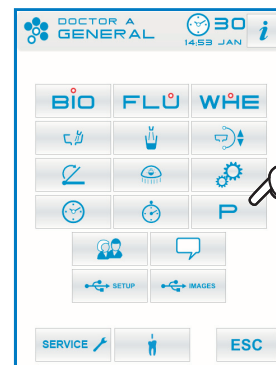 DOCTOR A
GENERAL
30
14:53 JAN
i
BIO FLU WHE
P
SETUP IMAGES
SERVICE ESC